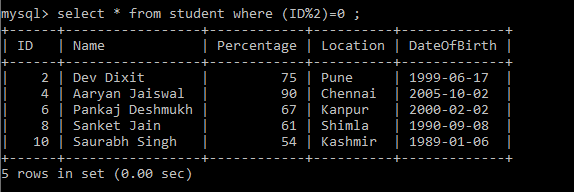 mysql> select * from student where (ID%2)=0 ;
+------+------------------+------------+----------+-------------+
| ID   | Name             | Percentage | Location | DateOfBirth |
+------+------------------+------------+----------+-------------+
|    2 | Dev Dixit        |         75 | Pune     | 1999-06-17  |
|    4 | Aaryan Jaiswal   |         90 | Chennai  | 2005-10-02  |
|    6 | Pankaj Deshmukh  |         67 | Kanpur   | 2000-02-02  |
|    8 | Sanket Jain      |         61 | Shimla   | 1990-09-08  |
|   10 | Saurabh Singh    |         54 | Kashmir  | 1989-01-06  |
+------+------------------+------------+----------+-------------+
5 rows in set (0.00 sec)